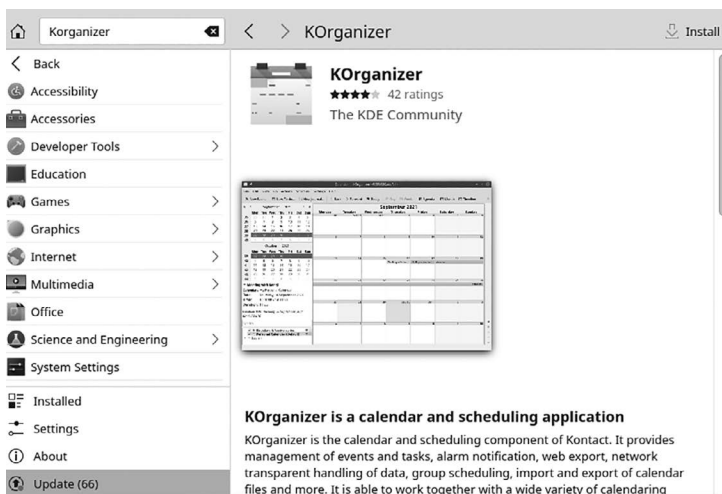 Korganizer
KOrganizer
Install
Back
Accessibility
Accessories
Developer Tools
Education
Games
Graphics
Internet
Multimedia
Office
Science and Engineering
System Settings
Installed
Settings
About
Update (66)
KOrganizer
42 ratings
The KDE Community
September 2021
KOrganizer is a calendar and scheduling application
KOrganizer is the calendar and scheduling component of Kontact. It provides
management of events and tasks, alarm notification, web export, network
transparent handling of data, group scheduling, import and export of calendar
files and more. It is able to work together with a wide variety of calendaring